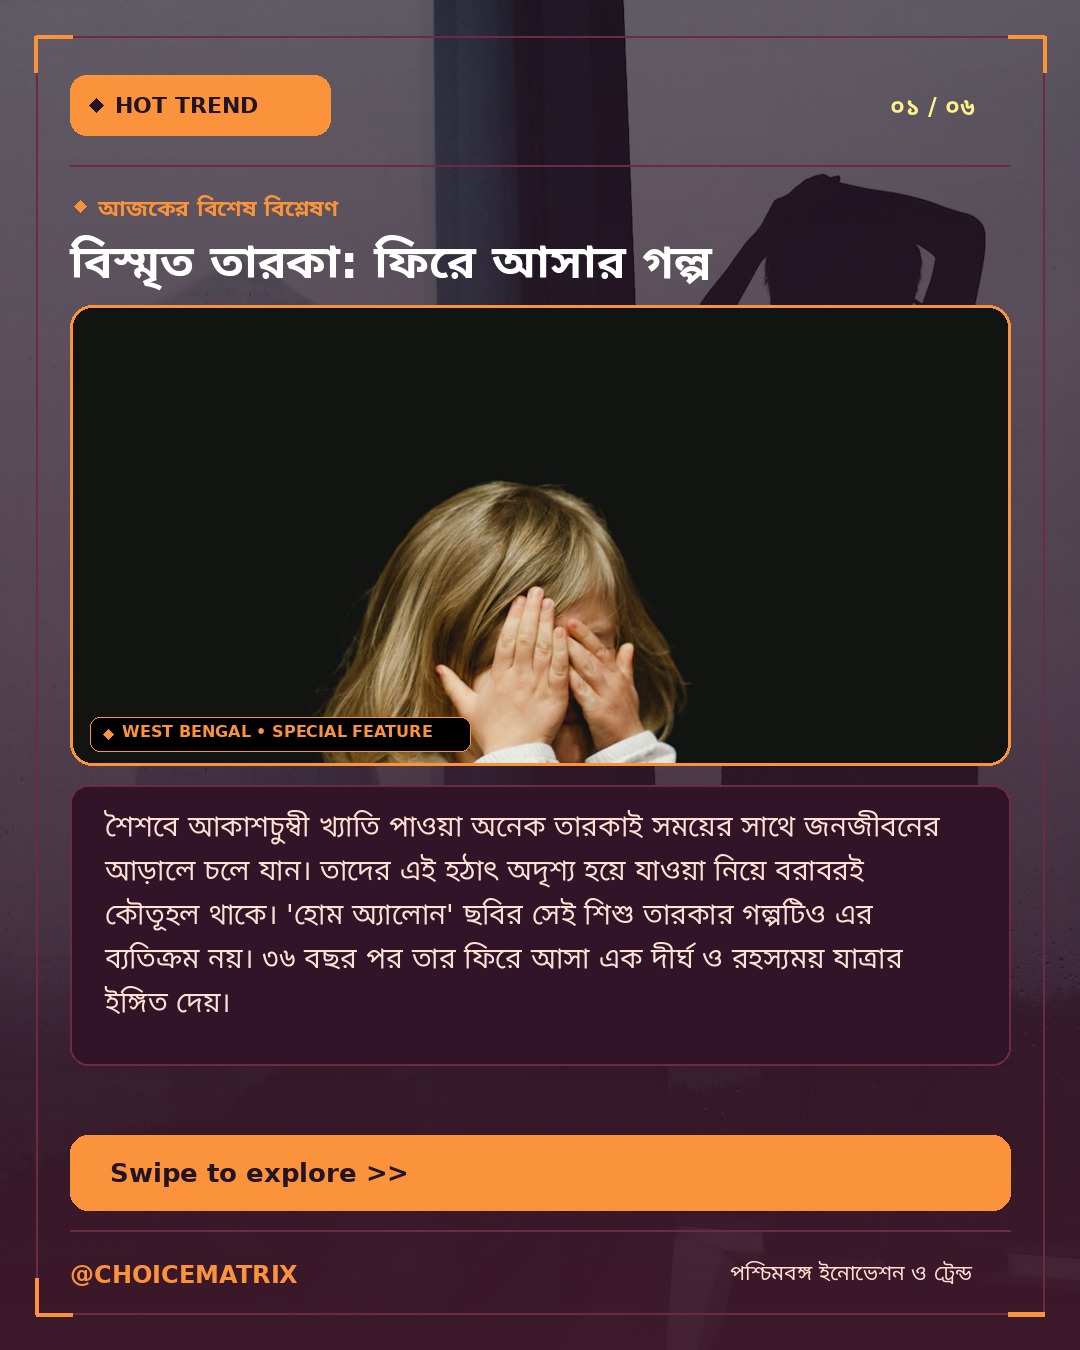 ◆ HOT TREND
০১ / ০৬
◆ আজকের বিশেষ বিশ্লেষণ
বিস্মৃত তারকা: ফিরে আসার গল্প
◆ WEST BENGAL • SPECIAL FEATURE
শৈশবে আকাশচুম্বী খ্যাতি পাওয়া অনেক তারকাই সময়ের সাথে জনজীবনের
আড়ালে চলে যান। তাদের এই হঠাৎ অদৃশ্য হয়ে যাওয়া নিয়ে বরাবরই
কৌতূহল থাকে। 'হোম অ্যালোন' ছবির সেই শিশু তারকার গল্পটিও এর
ব্যতিক্রম নয়। ৩৬ বছর পর তার ফিরে আসা এক দীর্ঘ ও রহস্যময় যাত্রার
ইঙ্গিত দেয়।
Swipe to explore >>
@CHOICEMATRIX
পশ্চিমবঙ্গ ইনোভেশন ও ট্রেন্ড